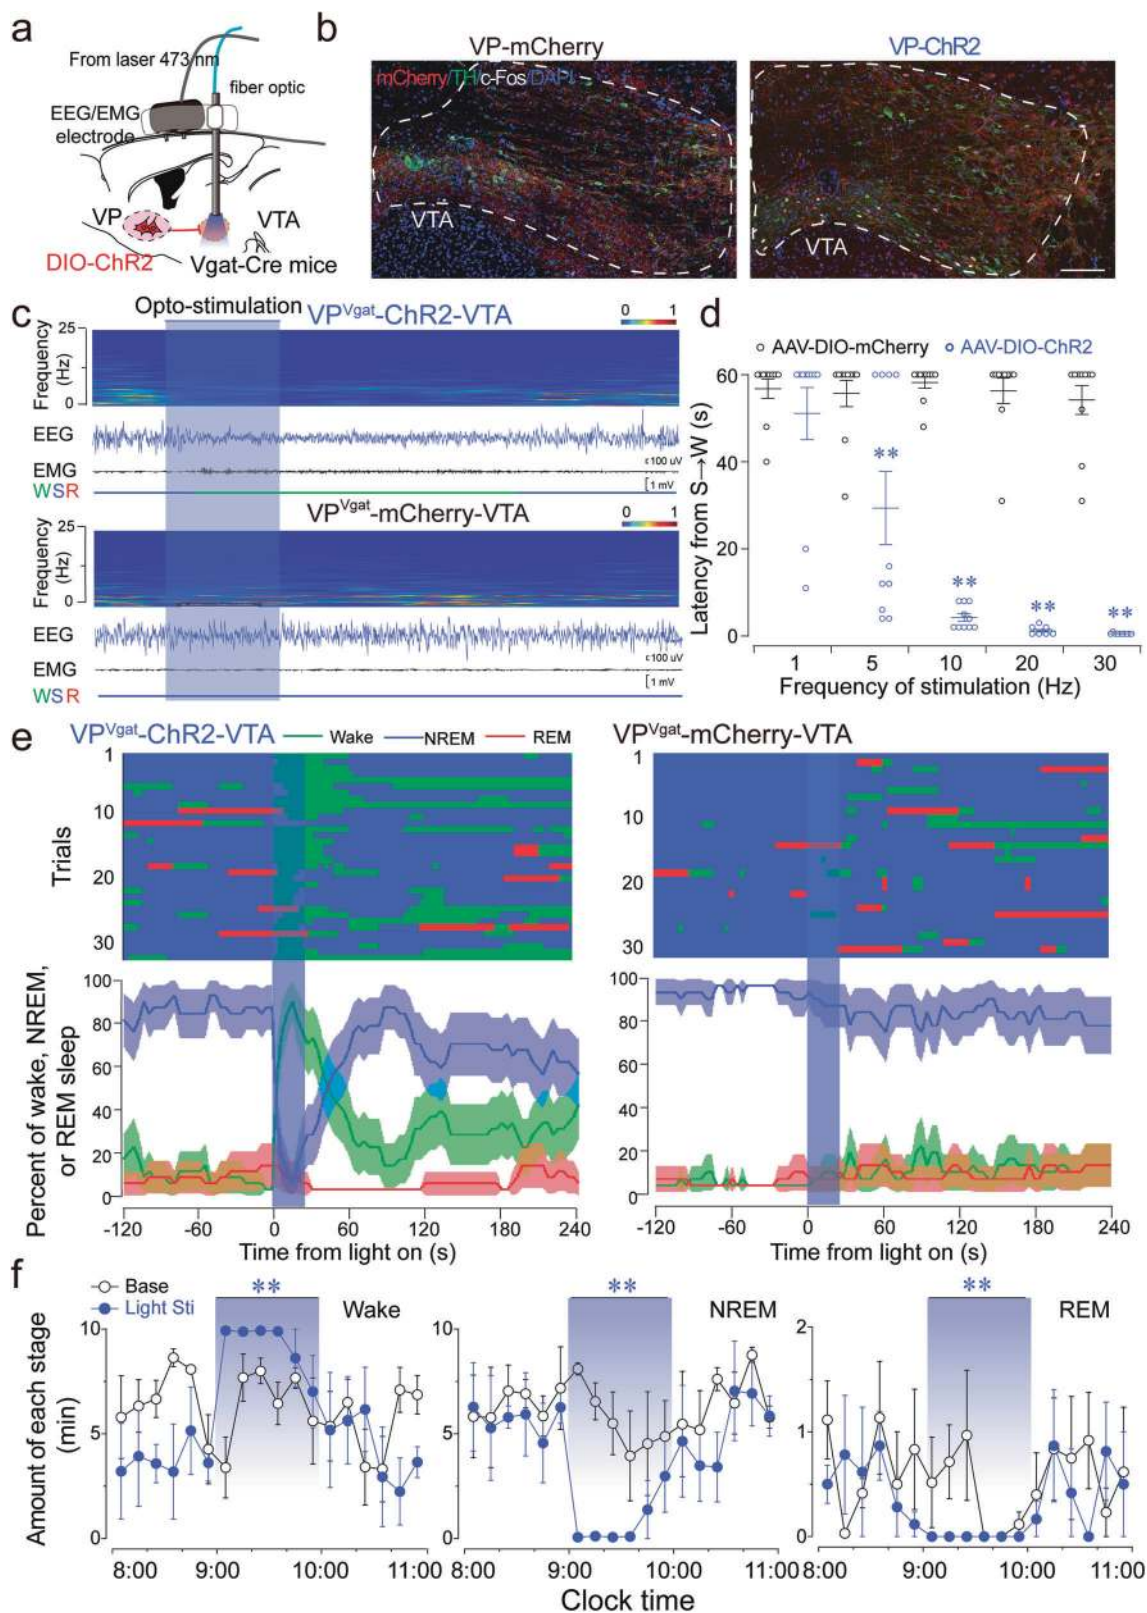 a
From laser 473 nm
fiber optic
EEG/EMG
electrode
VP
VTA
DIO-ChR2
Vgat-Cre mice
b
VP-mCherry
VP-ChR2
mCherry/TH/c-Fos/DAPI
VTA
VTA
c
Opto-stimulation
VP^Vgat-ChR2-VTA
0 1
Frequency (Hz)
25
0
EEG
EMG
100 uV
1 mV
WSR
VP^Vgat-mCherry-VTA
0 1
Frequency (Hz)
25
0
EEG
EMG
100 uV
1 mV
WSR
d
AAV-DIO-mCherry
AAV-DIO-ChR2
Latency from S→W (s)
60
40
20
0
**
**
**
**
1 5 10 20 30
Frequency of stimulation (Hz)
e
VP^Vgat-ChR2-VTA
Wake
NREM
REM
VP^Vgat-mCherry-VTA
Trials
1
10
20
30
1
10
20
30
Percent of wake, NREM, or REM sleep
100
80
60
40
20
0
-120 -60 0 60 120 180 240
Time from light on (s)
100
80
60
40
20
0
-120 -60 0 60 120 180 240
Time from light on (s)
f
Base
Light Sti
**
Wake
**
NREM
**
REM
Amount of each stage (min)
10
5
0
8:00 9:00 10:00 11:00
10
5
0
8:00 9:00 10:00 11:00
2
1
0
8:00 9:00 10:00 11:00
Clock time